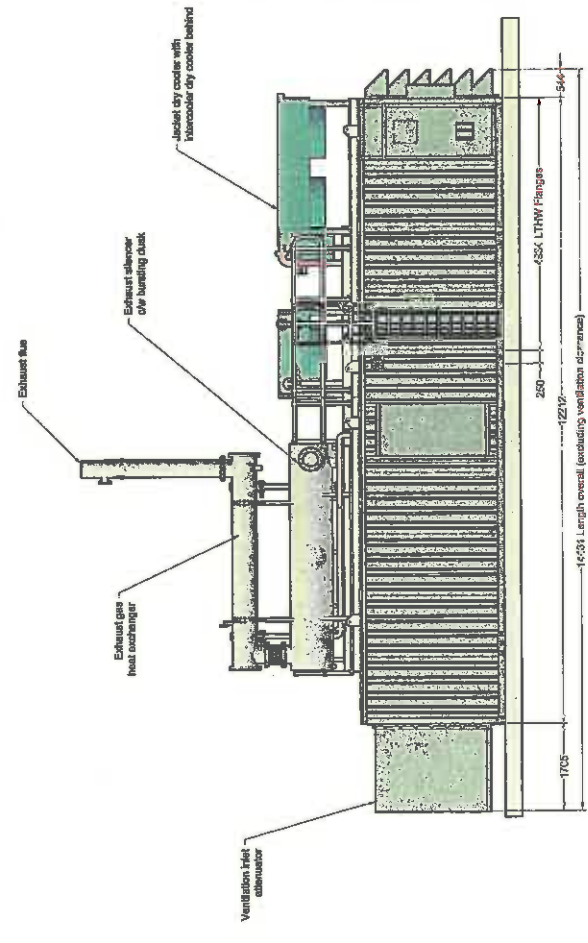 Jacket dry cooler with
intercooler dry cooler behind
Exhaust silencer
c/w bursting disk
Exhaust flue
Exhaust gas
heat exchanger
Ventilation inlet
attenuator
LTHW Flanges
250
12212
1705
544
Length overall (excluding ventilation clearance)